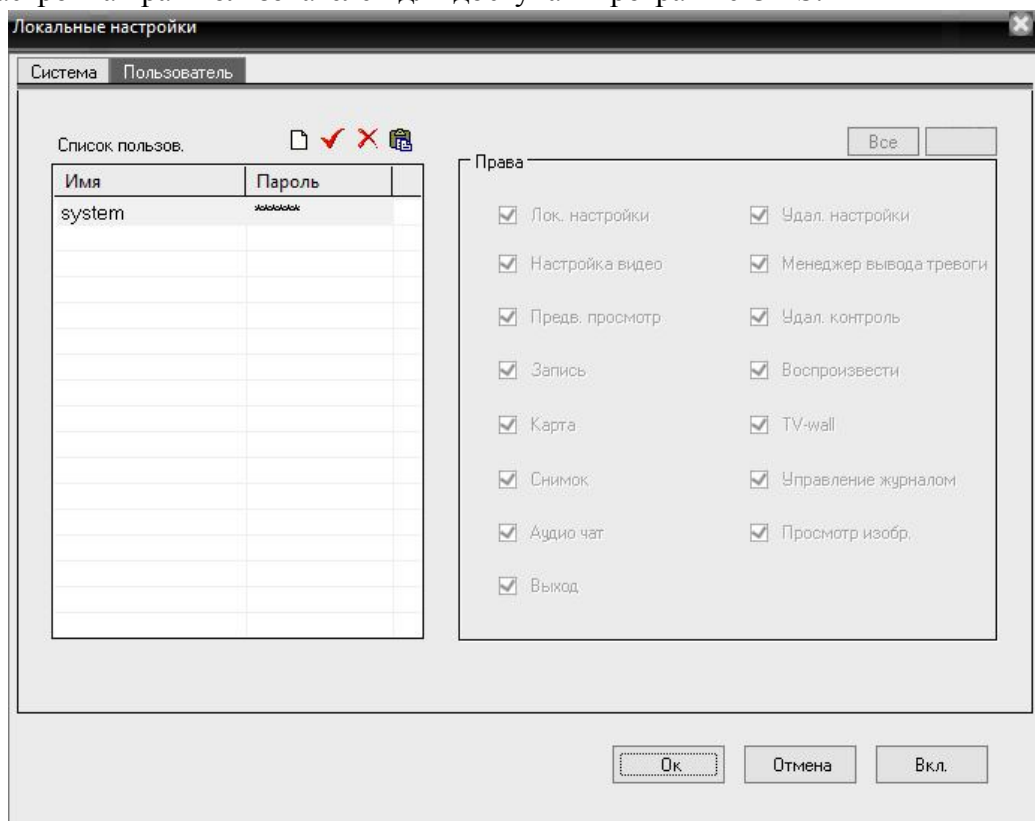 Локальные настройки
Система Пользователь
Список пользов.
Все
Имя Пароль
system *******
Права
Лок. настройки Удал. настройки
Настройка видео Менеджер вывода тревоги
Предв. просмотр Удал. контроль
Запись Воспроизвести
Карта TV-wall
Снимок Управление журналом
Аудио чат Просмотр изобр.
Выход
Ок Отмена Вкл.